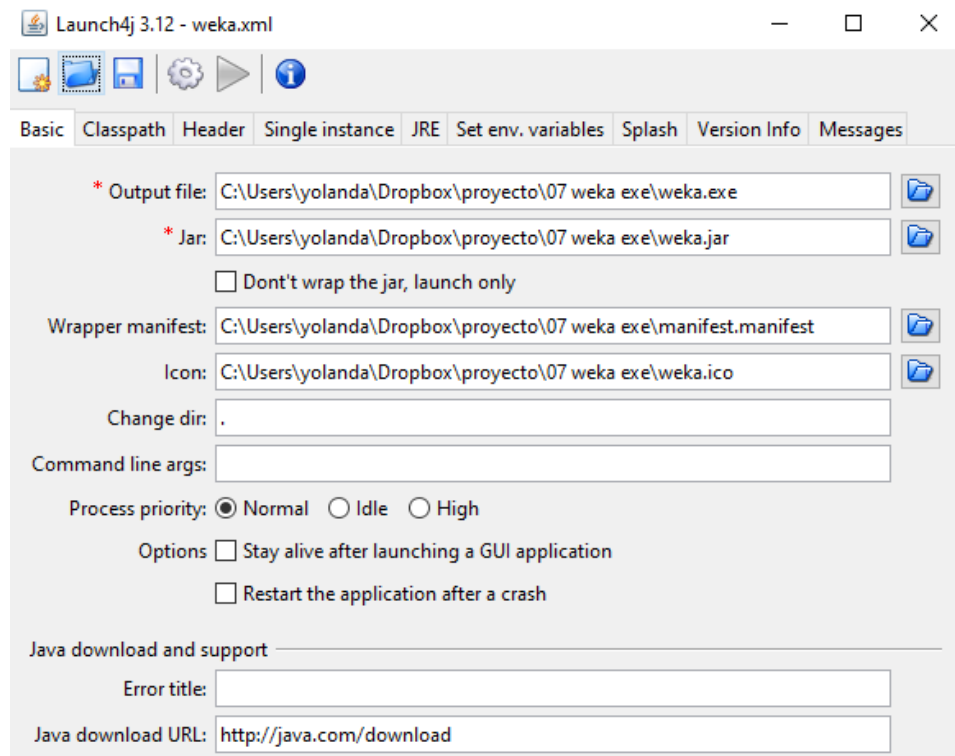 Launch4j 3.12 - weka.xml
Basic Classpath Header Single instance JRE Set env. variables Splash Version Info Messages
* Output file: C:\Users\yolanda\Dropbox\proyecto\07 weka exe\weka.exe
* Jar: C:\Users\yolanda\Dropbox\proyecto\07 weka exe\weka.jar
Dont't wrap the jar, launch only
Wrapper manifest: C:\Users\yolanda\Dropbox\proyecto\07 weka exe\manifest.manifest
Icon: C:\Users\yolanda\Dropbox\proyecto\07 weka exe\weka.ico
Change dir: .
Command line args:
Process priority: Normal Idle High
Options Stay alive after launching a GUI application
Restart the application after a crash
Java download and support
Error title:
Java download URL: http://java.com/download